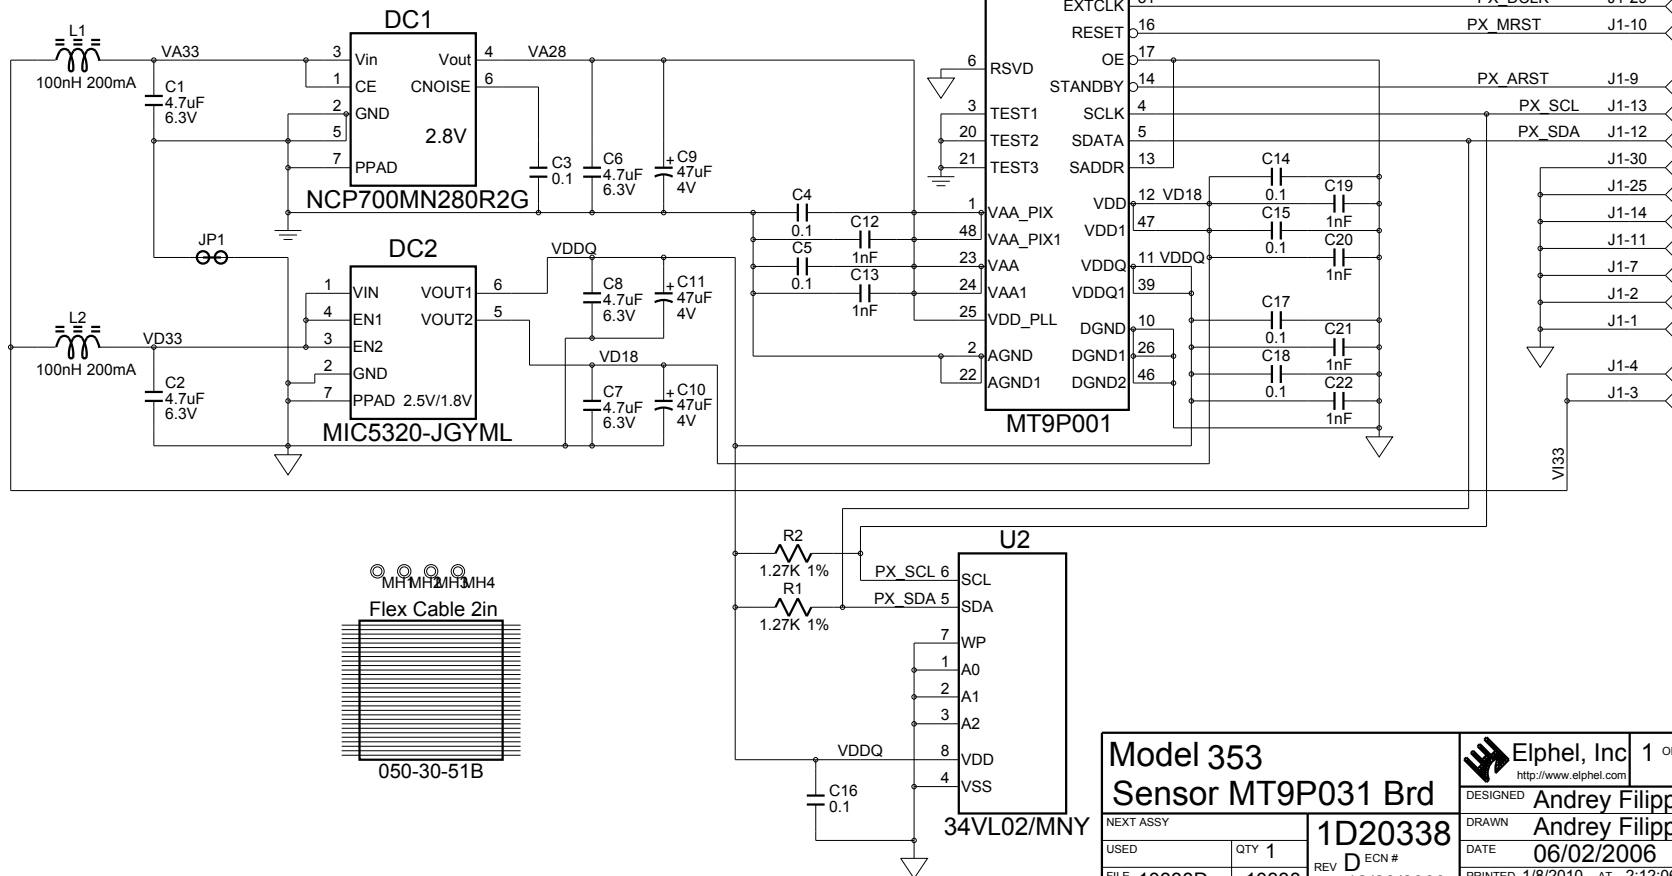 DC1
L1
100nH 200mA
VA33
C1
4.7uF
6.3V
3 Vin
1 CE
2 GND
5
7 PPAD
Vout 4
CNOISE 6
2.8V
NCP700MN280R2G
VA28
C3
0.1
C6
4.7uF
6.3V
+ C9
47uF
4V
JP1
DC2
L2
100nH 200mA
VD33
C2
4.7uF
6.3V
1 VIN
4 EN1
3 EN2
2 GND
7 PPAD
VOUT1 6
VOUT2 5
2.5V/1.8V
MIC5320-JGYML
VDDQ
C8
4.7uF
6.3V
+ C11
47uF
4V
VD18
C7
4.7uF
6.3V
+ C10
47uF
4V
C4
0.1
C12
1nF
C5
0.1
C13
1nF
6 RSVD
3 TEST1
20 TEST2
21 TEST3
1 VAA_PIX
48 VAA_PIX1
23 VAA
24 VAA1
25 VDD_PLL
2 AGND
22 AGND1
EXTCLK
RESET 16
OE 17
STANDBY 14
SCLK 4
SDATA 5
SADDR 13
VDD 12 VD18
VDD1 47
VDDQ 11 VDDQ
VDDQ1 39
DGND 10
DGND1 26
DGND2 46
MT9P001
C14
0.1
C19
1nF
C15
0.1
C20
1nF
C17
0.1
C21
1nF
C18
0.1
C22
1nF
PX_MRST J1-10
PX_ARST J1-9
PX_SCL J1-13
PX_SDA J1-12
J1-30
J1-25
J1-14
J1-11
J1-7
J1-2
J1-1
J1-4
J1-3
VI33
MH1 MH2 MH3 MH4
Flex Cable 2in
050-30-51B
R2
1.27K 1%
R1
1.27K 1%
U2
PX_SCL 6 SCL
PX_SDA 5 SDA
7 WP
1 A0
2 A1
3 A2
VDDQ 8 VDD
4 VSS
C16
0.1
34VL02/MNY
Model 353
Sensor MT9P031 Brd
NEXT ASSY
USED
QTY 1
1D20338
REV D ECN #
Elphel, Inc
http://www.elphel.com
1
DESIGNED Andrey Filipp
DRAWN Andrey Filipp
DATE 06/02/2006
PRINTED 1/8/2010 AT